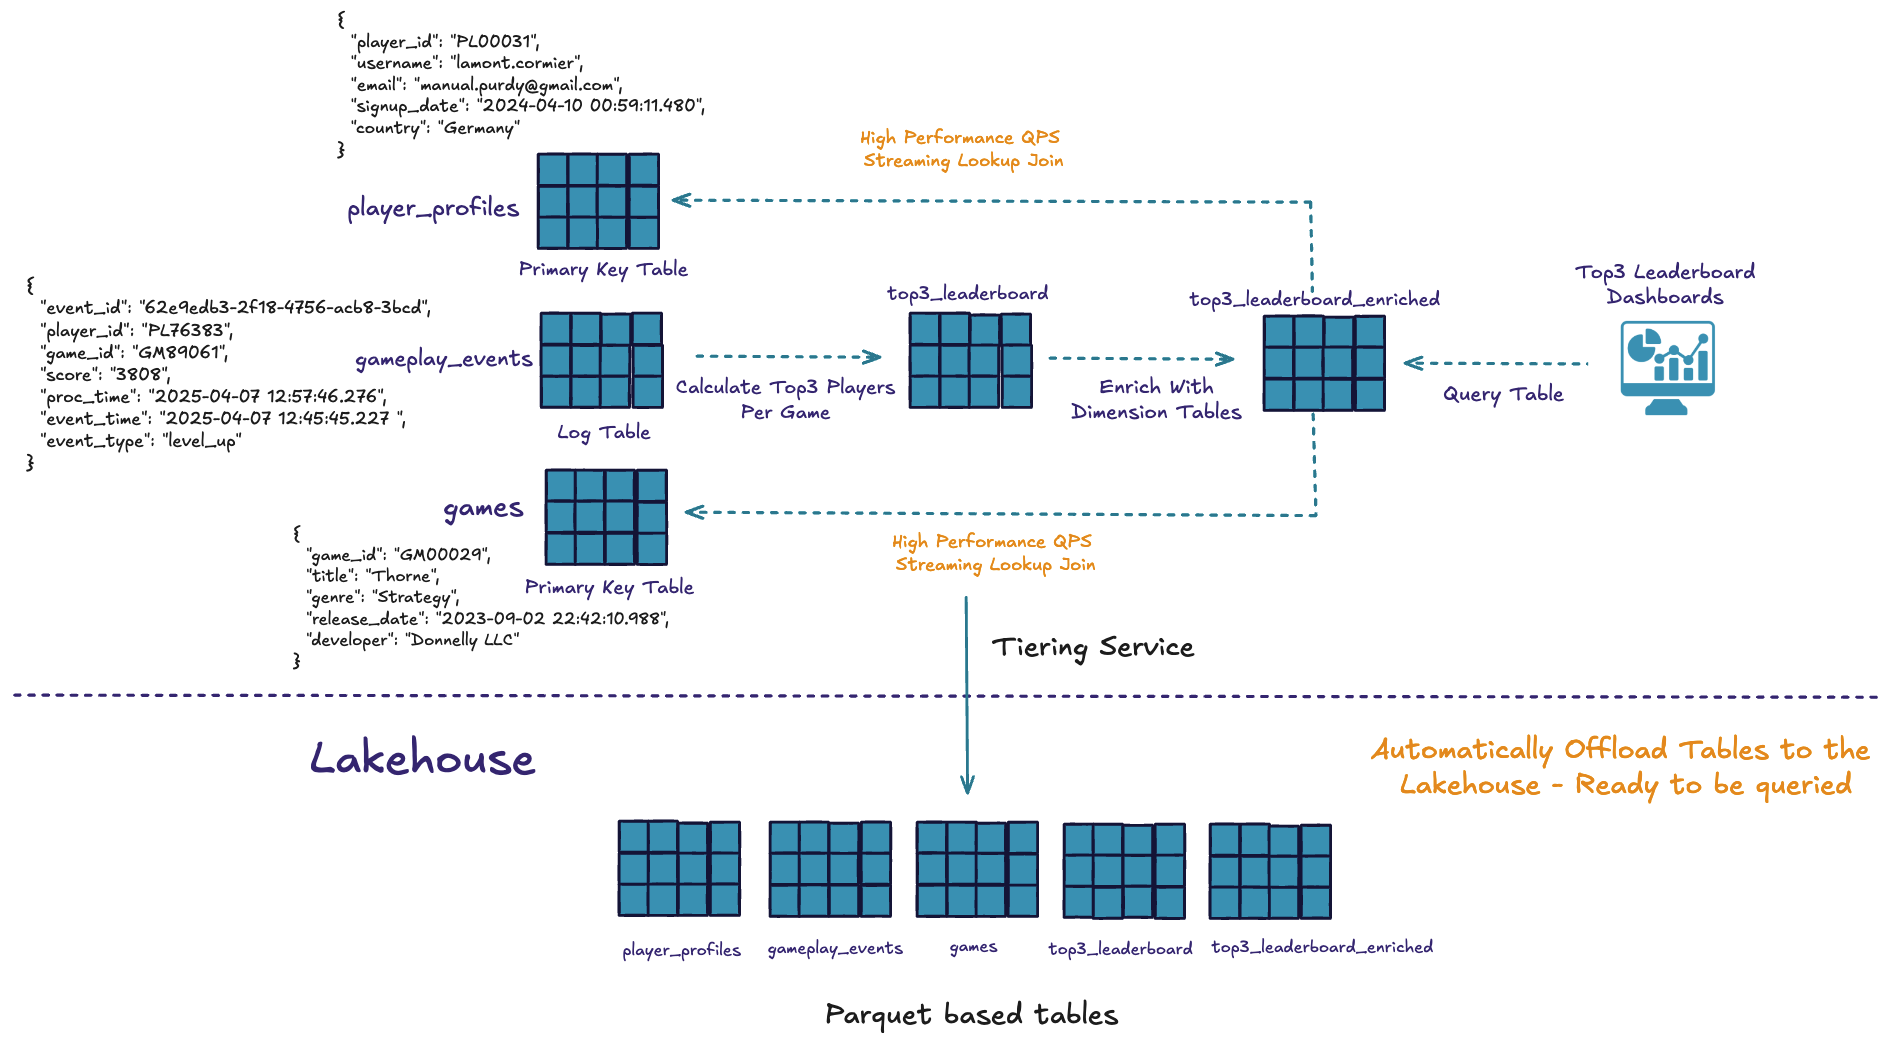 {
"player_id": "PL00031",
"username": "lamont.cormier",
"email": "manual.purdy@gmail.com",
"signup_date": "2024-04-10 00:59:11.480",
"country": "Germany"
}
player_profiles
Primary Key Table
High Performance QPS
Streaming Lookup Join
{
"event_id": "62e9edb3-2f18-4756-acb8-3bcd",
"player_id": "PL76383",
"game_id": "GM89061",
"score": "3808",
"proc_time": "2025-04-07 12:57:46.276",
"event_time": "2025-04-07 12:45:45.227 ",
"event_type": "level_up"
}
gameplay_events
Log Table
Calculate Top3 Players
Per Game
top3_leaderboard
Enrich With
Dimension Tables
top3_leaderboard_enriched
Query Table
Top3 Leaderboard
Dashboards
games
Primary Key Table
{
"game_id": "GM00029",
"title": "Thorne",
"genre": "Strategy",
"release_date": "2023-09-02 22:42:10.988",
"developer": "Donnelly LLC"
}
High Performance QPS
Streaming Lookup Join
Tiering Service
Lakehouse
Automatically Offload Tables to the
Lakehouse - Ready to be queried
player_profiles
gameplay_events
games
top3_leaderboard
top3_leaderboard_enriched
Parquet based tables